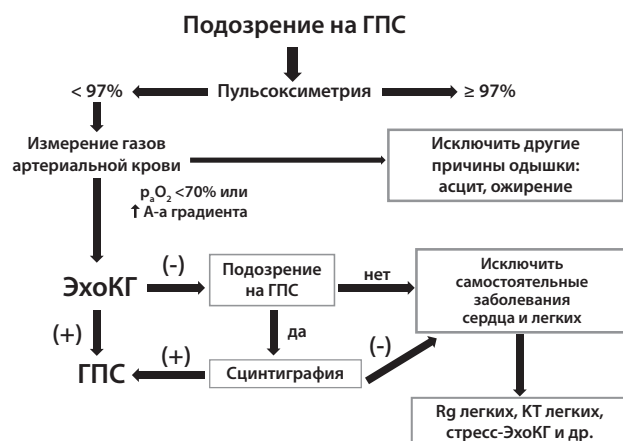 Подозрение на ГПС
< 97%
Пульсоксиметрия
≥ 97%
Измерение газов
артериальной крови
Исключить другие
причины одышки:
асцит, ожирение
pₐO₂ <70% или
↑ А-а градиента
ЭхоКГ
(-)
Подозрение
на ГПС
нет
Исключить
самостоятельные
заболевания
сердца и легких
(+)
да
ГПС
(+)
Сцинтиграфия
(-)
Rg легких, КТ легких,
стресс-ЭхоКГ и др.